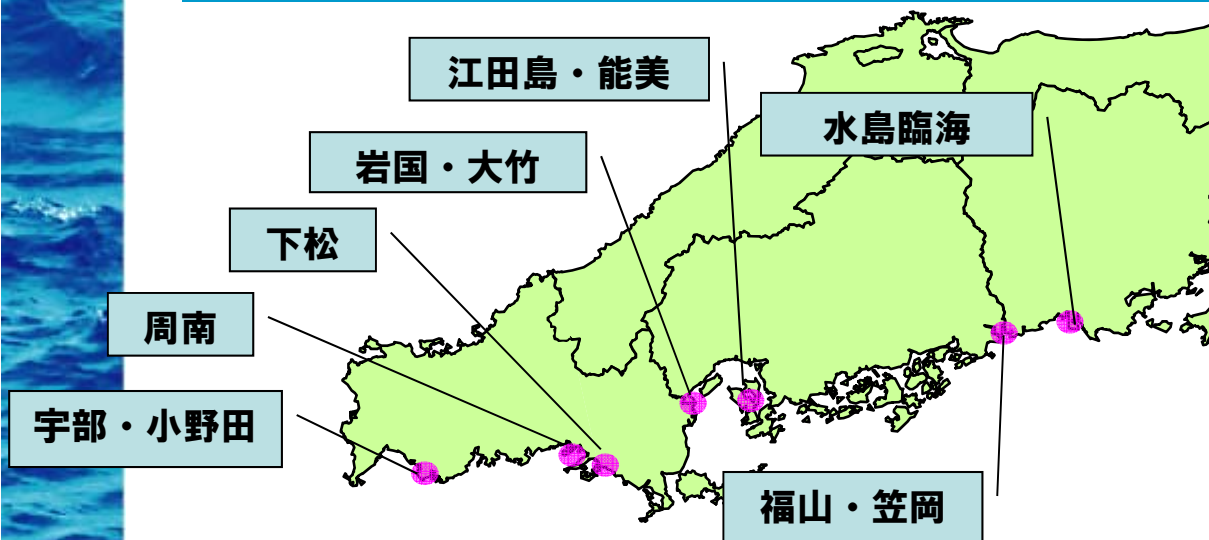 江田島・能美
水島臨海
岩国・大竹
下松
周南
宇部・小野田
福山・笠岡